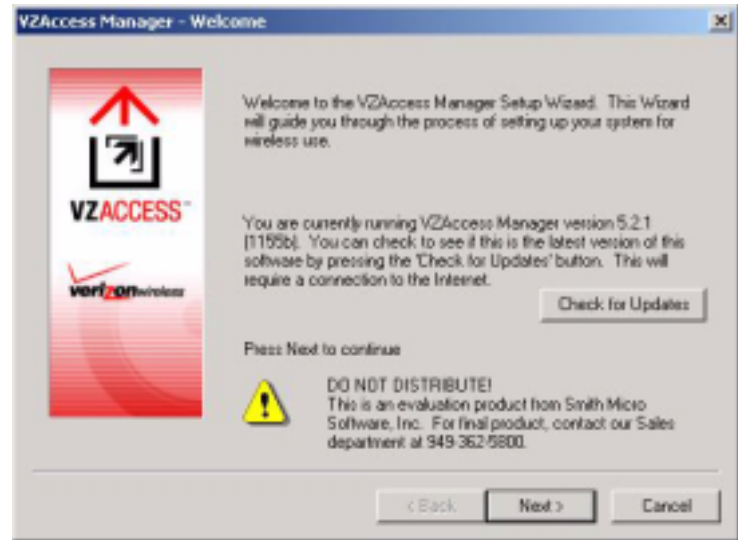 VZAccess Manager - Welcome
Welcome to the VZAccess Manager Setup Wizard. This Wizard
will guide you through the process of setting up your system for
wireless use.
VZACCESS
verizonwireless
You are currently running VZAccess Manager version 5.2.1
(1155b). You can check to see if this is the latest version of this
software by pressing the 'Check for Updates' button. This will
require a connection to the Internet.
Check for Updates
Press Next to continue
DO NOT DISTRIBUTE!
This is an evaluation product from Smith Micro
Software, Inc. For final product, contact our Sales
department at 949-362-5800.
< Back
Next >
Cancel